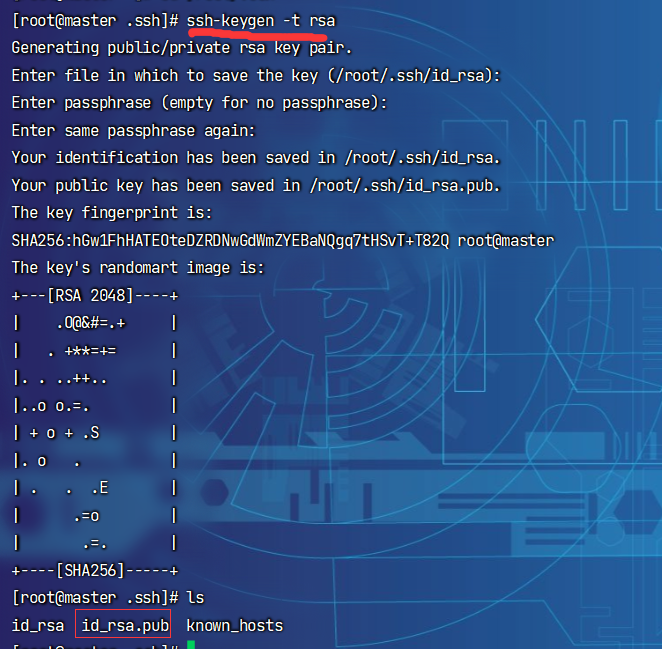 [root@master .ssh]# ssh-keygen -t rsa
Generating public/private rsa key pair.
Enter file in which to save the key (/root/.ssh/id_rsa):
Enter passphrase (empty for no passphrase):
Enter same passphrase again:
Your identification has been saved in /root/.ssh/id_rsa.
Your public key has been saved in /root/.ssh/id_rsa.pub.
The key fingerprint is:
SHA256:hGw1FhHATEOteDZRDNwGdWmZYEBaNQgq7tHSvT+T82Q root@master
The key's randomart image is:
+---[RSA 2048]----+
|    .O@&#=.+     |
|   . +**=+=      |
|. . ..++..       |
|..o o.=.         |
| + o + .S        |
|. o   .          |
| .   .  .E       |
|      .=o        |
|       .=.       |
+----[SHA256]-----+
[root@master .ssh]# ls
id_rsa  id_rsa.pub  known_hosts
[root@master .ssh]#